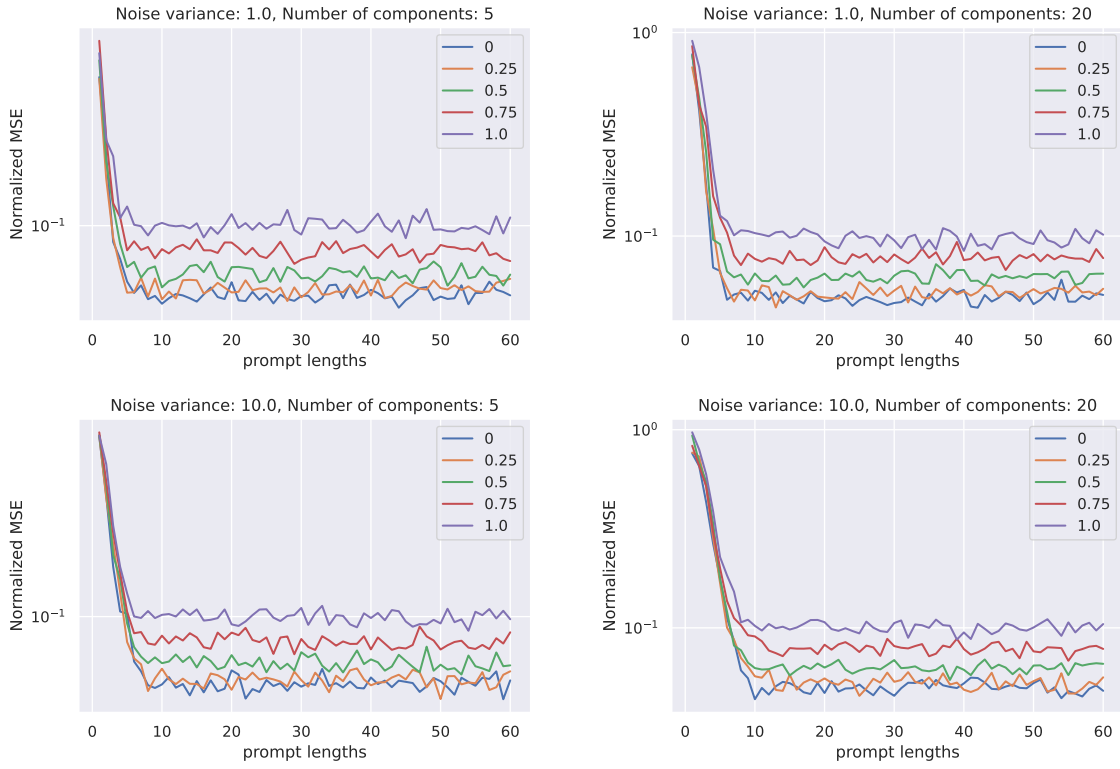 Noise variance: 1.0, Number of components: 5
Normalized MSE
10⁻¹
0
0.25
0.5
0.75
1.0
0 10 20 30 40 50 60
prompt lengths
Noise variance: 1.0, Number of components: 20
Normalized MSE
10⁰
10⁻¹
0
0.25
0.5
0.75
1.0
0 10 20 30 40 50 60
prompt lengths
Noise variance: 10.0, Number of components: 5
Normalized MSE
10⁻¹
0
0.25
0.5
0.75
1.0
0 10 20 30 40 50 60
prompt lengths
Noise variance: 10.0, Number of components: 20
Normalized MSE
10⁰
10⁻¹
0
0.25
0.5
0.75
1.0
0 10 20 30 40 50 60
prompt lengths